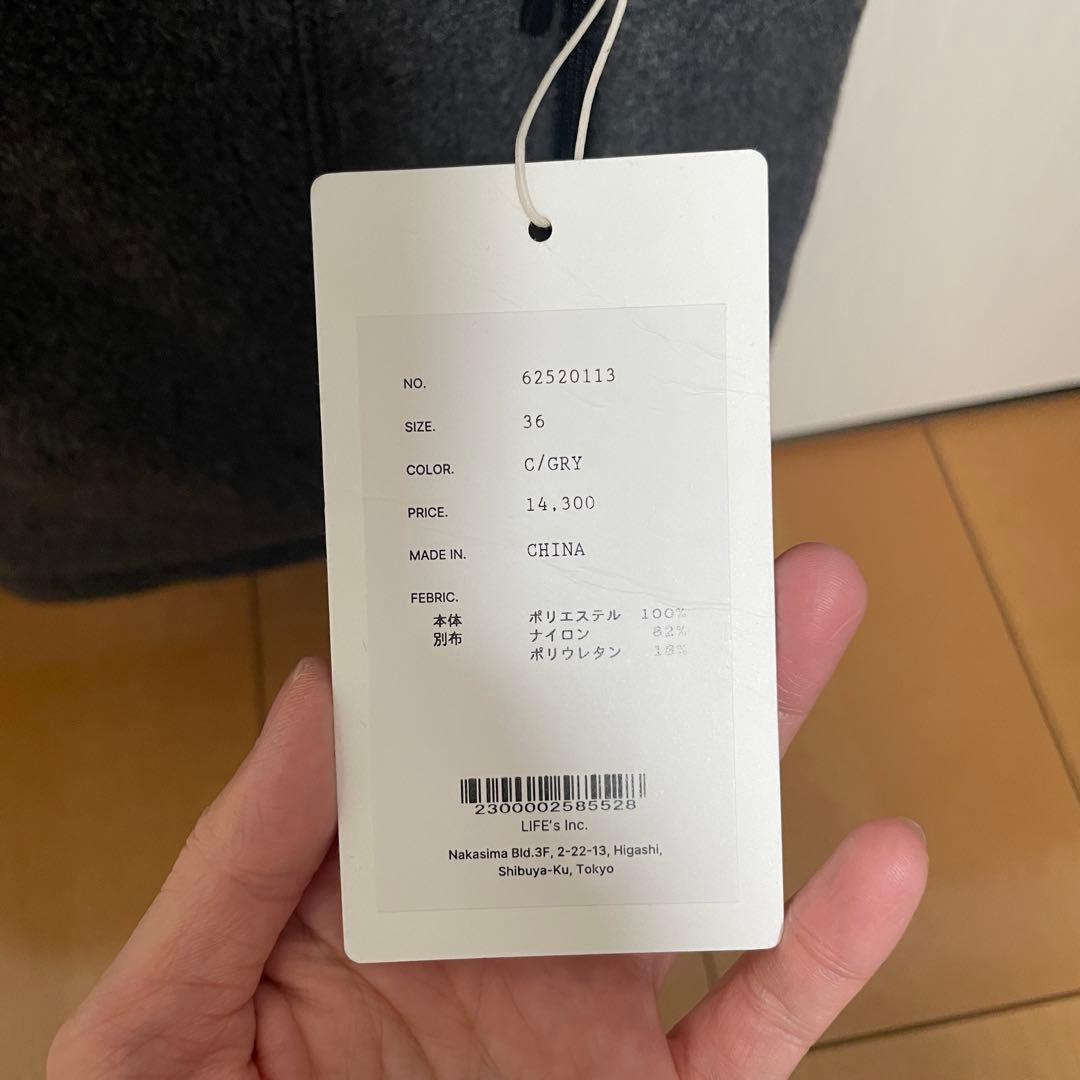 NO. 62520113
SIZE. 36
COLOR. C/GRY
PRICE. 14,300
MADE IN. CHINA
FEBRIC.
本体 ポリエステル 100%
別布 ナイロン 82%
ポリウレタン 18%
2300002585528
LIFE's Inc.
Nakasima Bld.3F, 2-22-13, Higashi,
Shibuya-Ku, Tokyo